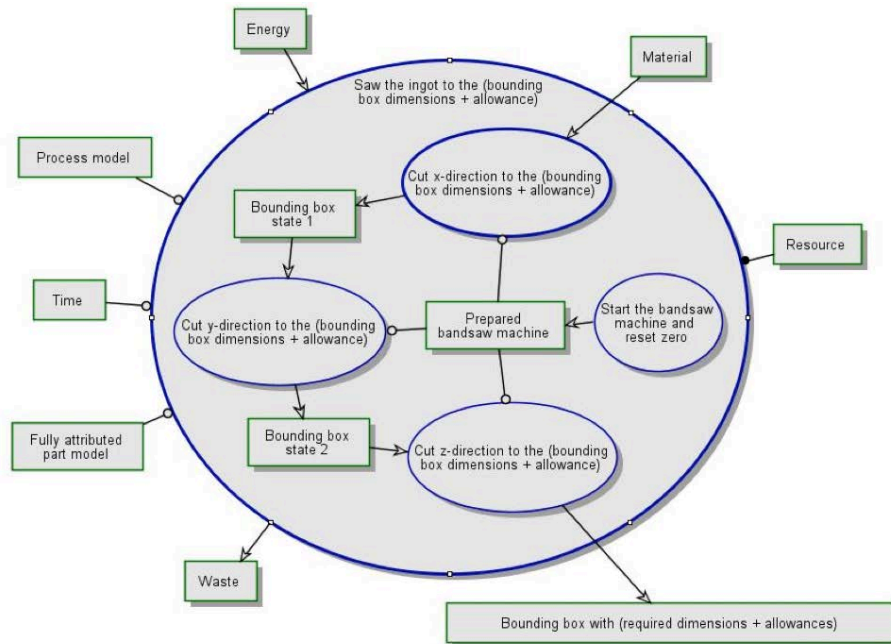 Energy
Material
Saw the ingot to the (bounding
box dimensions + allowance)
Process model
Cut x-direction to the (bounding
box dimensions + allowance)
Bounding box
state 1
Resource
Time
Cut y-direction to the (bounding
box dimensions + allowance)
Prepared
bandsaw machine
Start the bandsaw
machine and
reset zero
Fully attributed
part model
Bounding box
state 2
Cut z-direction to the (bounding
box dimensions + allowance)
Waste
Bounding box with (required dimensions + allowances)